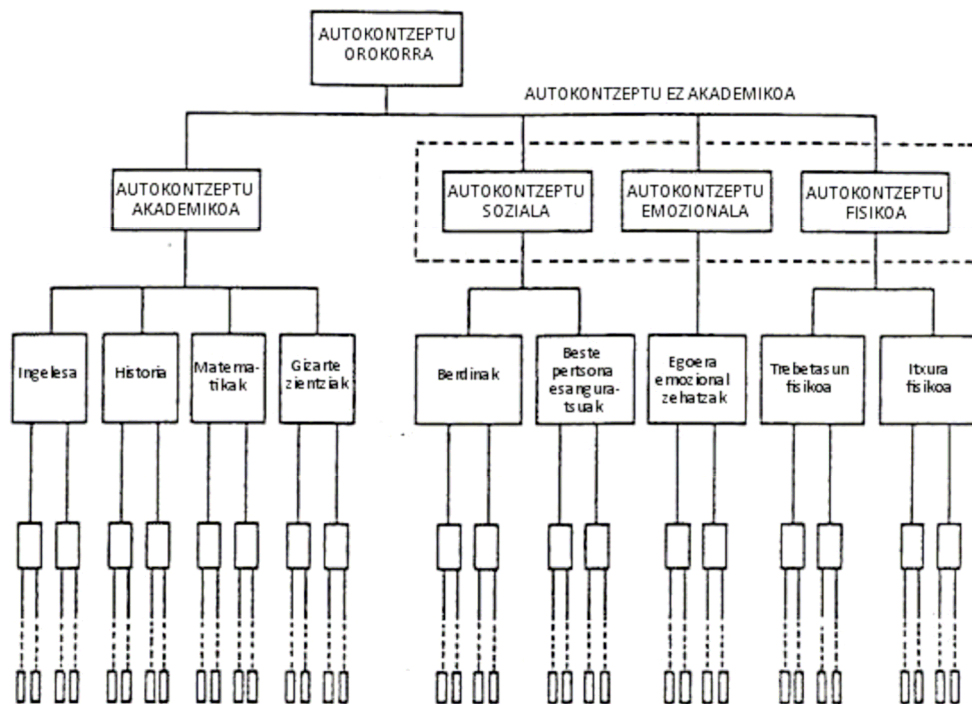 AUTOKONTZEPTU
OROKORRA
AUTOKONTZEPTU EZ AKADEMIKOA
AUTOKONTZEPTU
AKADEMIKOA
AUTOKONTZEPTU
SOZIALA
AUTOKONTZEPTU
EMOZIONALA
AUTOKONTZEPTU
FISIKOA
Ingelesa
Historia
Matema-
tikak
Gizarte
zientziak
Berdinak
Beste
pertsona
esangura-
tsuak
Egoera
emozional
zehatzak
Trebetasun
fisikoa
Itxura
fisikoa